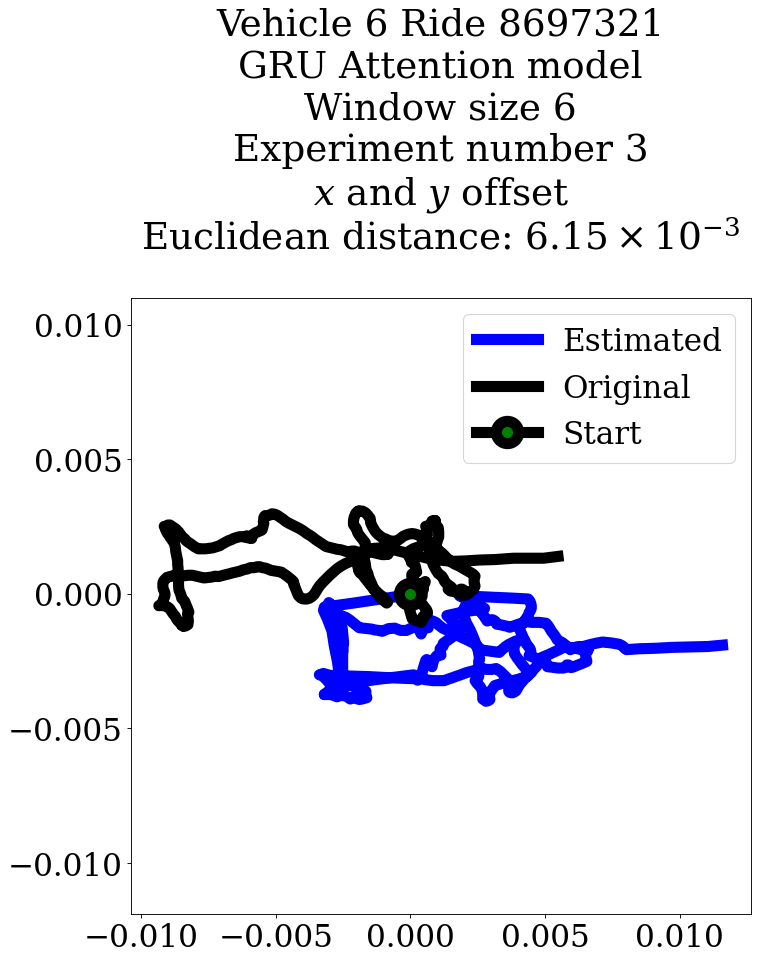 Vehicle 6 Ride 8697321
GRU Attention model
Window size 6
Experiment number 3
x and y offset
Euclidean distance: 6.15 × 10⁻³
Estimated
Original
Start
0.010
0.005
0.000
−0.005
−0.010
−0.010
−0.005
0.000
0.005
0.010